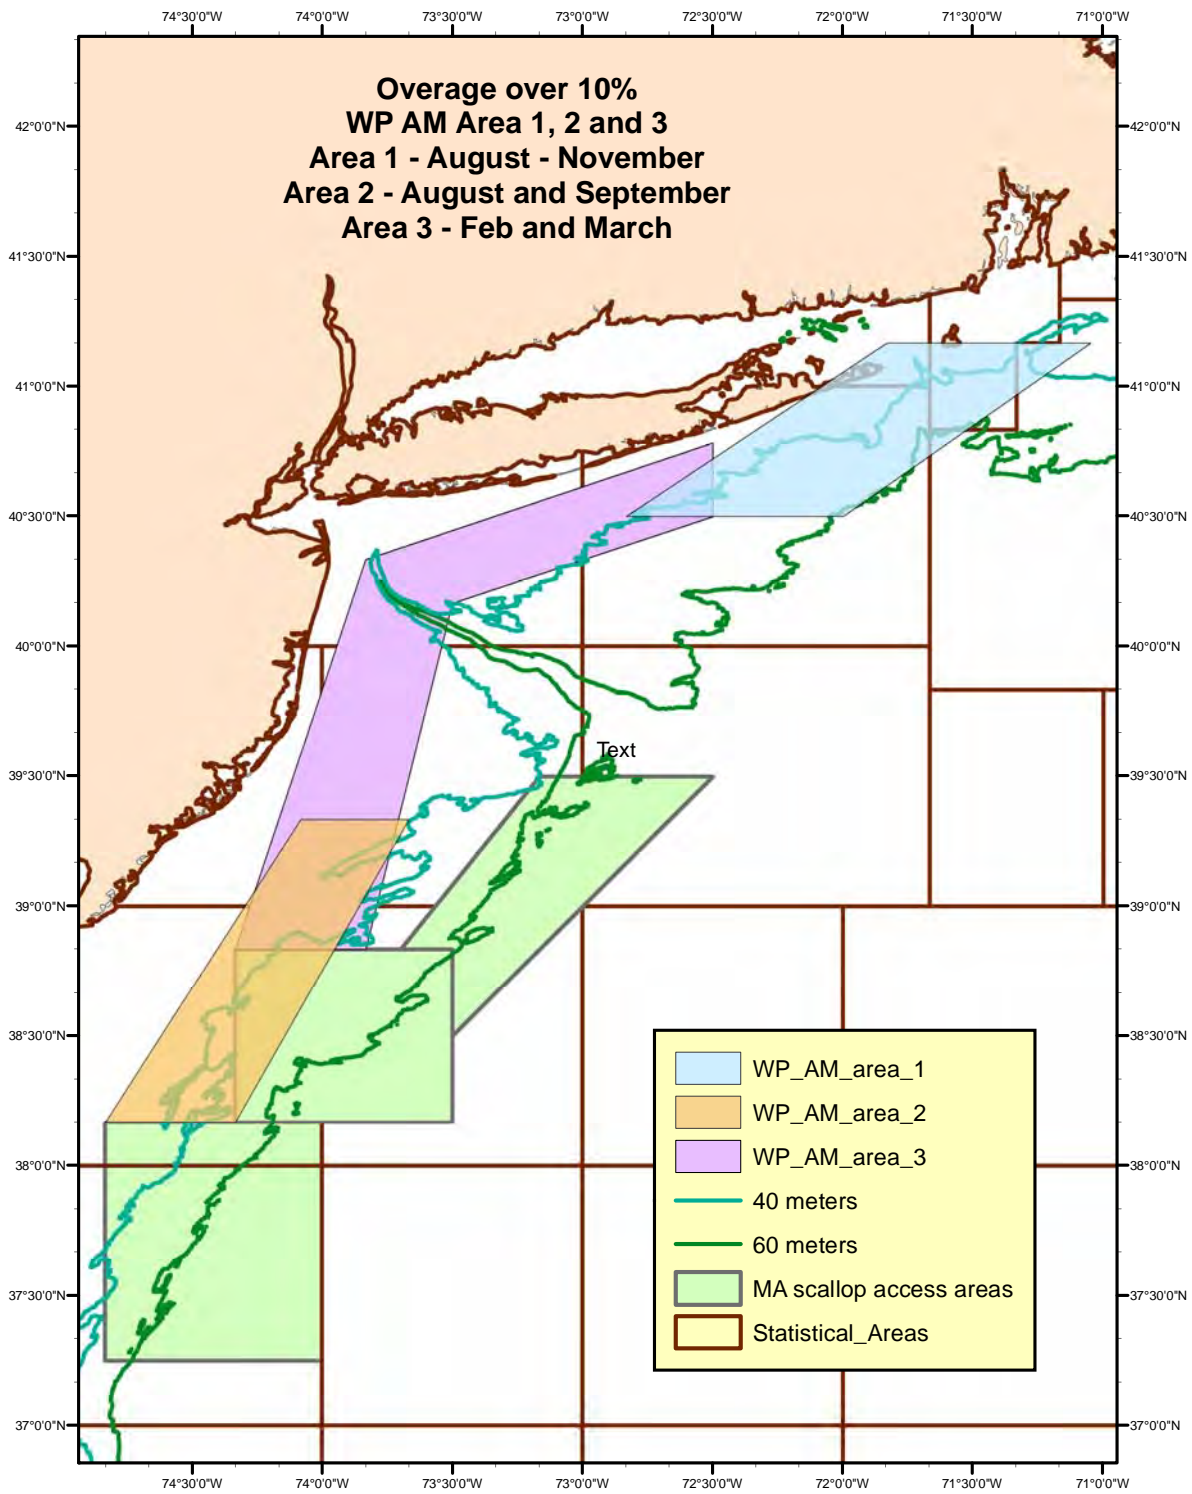 74°30'0"W 74°0'0"W 73°30'0"W 73°0'0"W 72°30'0"W 72°0'0"W 71°30'0"W 71°0'0"W
Overage over 10%
WP AM Area 1, 2 and 3
Area 1 - August - November
Area 2 - August and September
Area 3 - Feb and March
42°0'0"N 42°0'0"N
41°30'0"N 41°30'0"N
41°0'0"N 41°0'0"N
40°30'0"N 40°30'0"N
40°0'0"N 40°0'0"N
Text
39°30'0"N 39°30'0"N
39°0'0"N 39°0'0"N
38°30'0"N 38°30'0"N
WP_AM_area_1
WP_AM_area_2
WP_AM_area_3
38°0'0"N 38°0'0"N
40 meters
60 meters
MA scallop access areas
37°30'0"N 37°30'0"N
Statistical_Areas
37°0'0"N 37°0'0"N
74°30'0"W 74°0'0"W 73°30'0"W 73°0'0"W 72°30'0"W 72°0'0"W 71°30'0"W 71°0'0"W